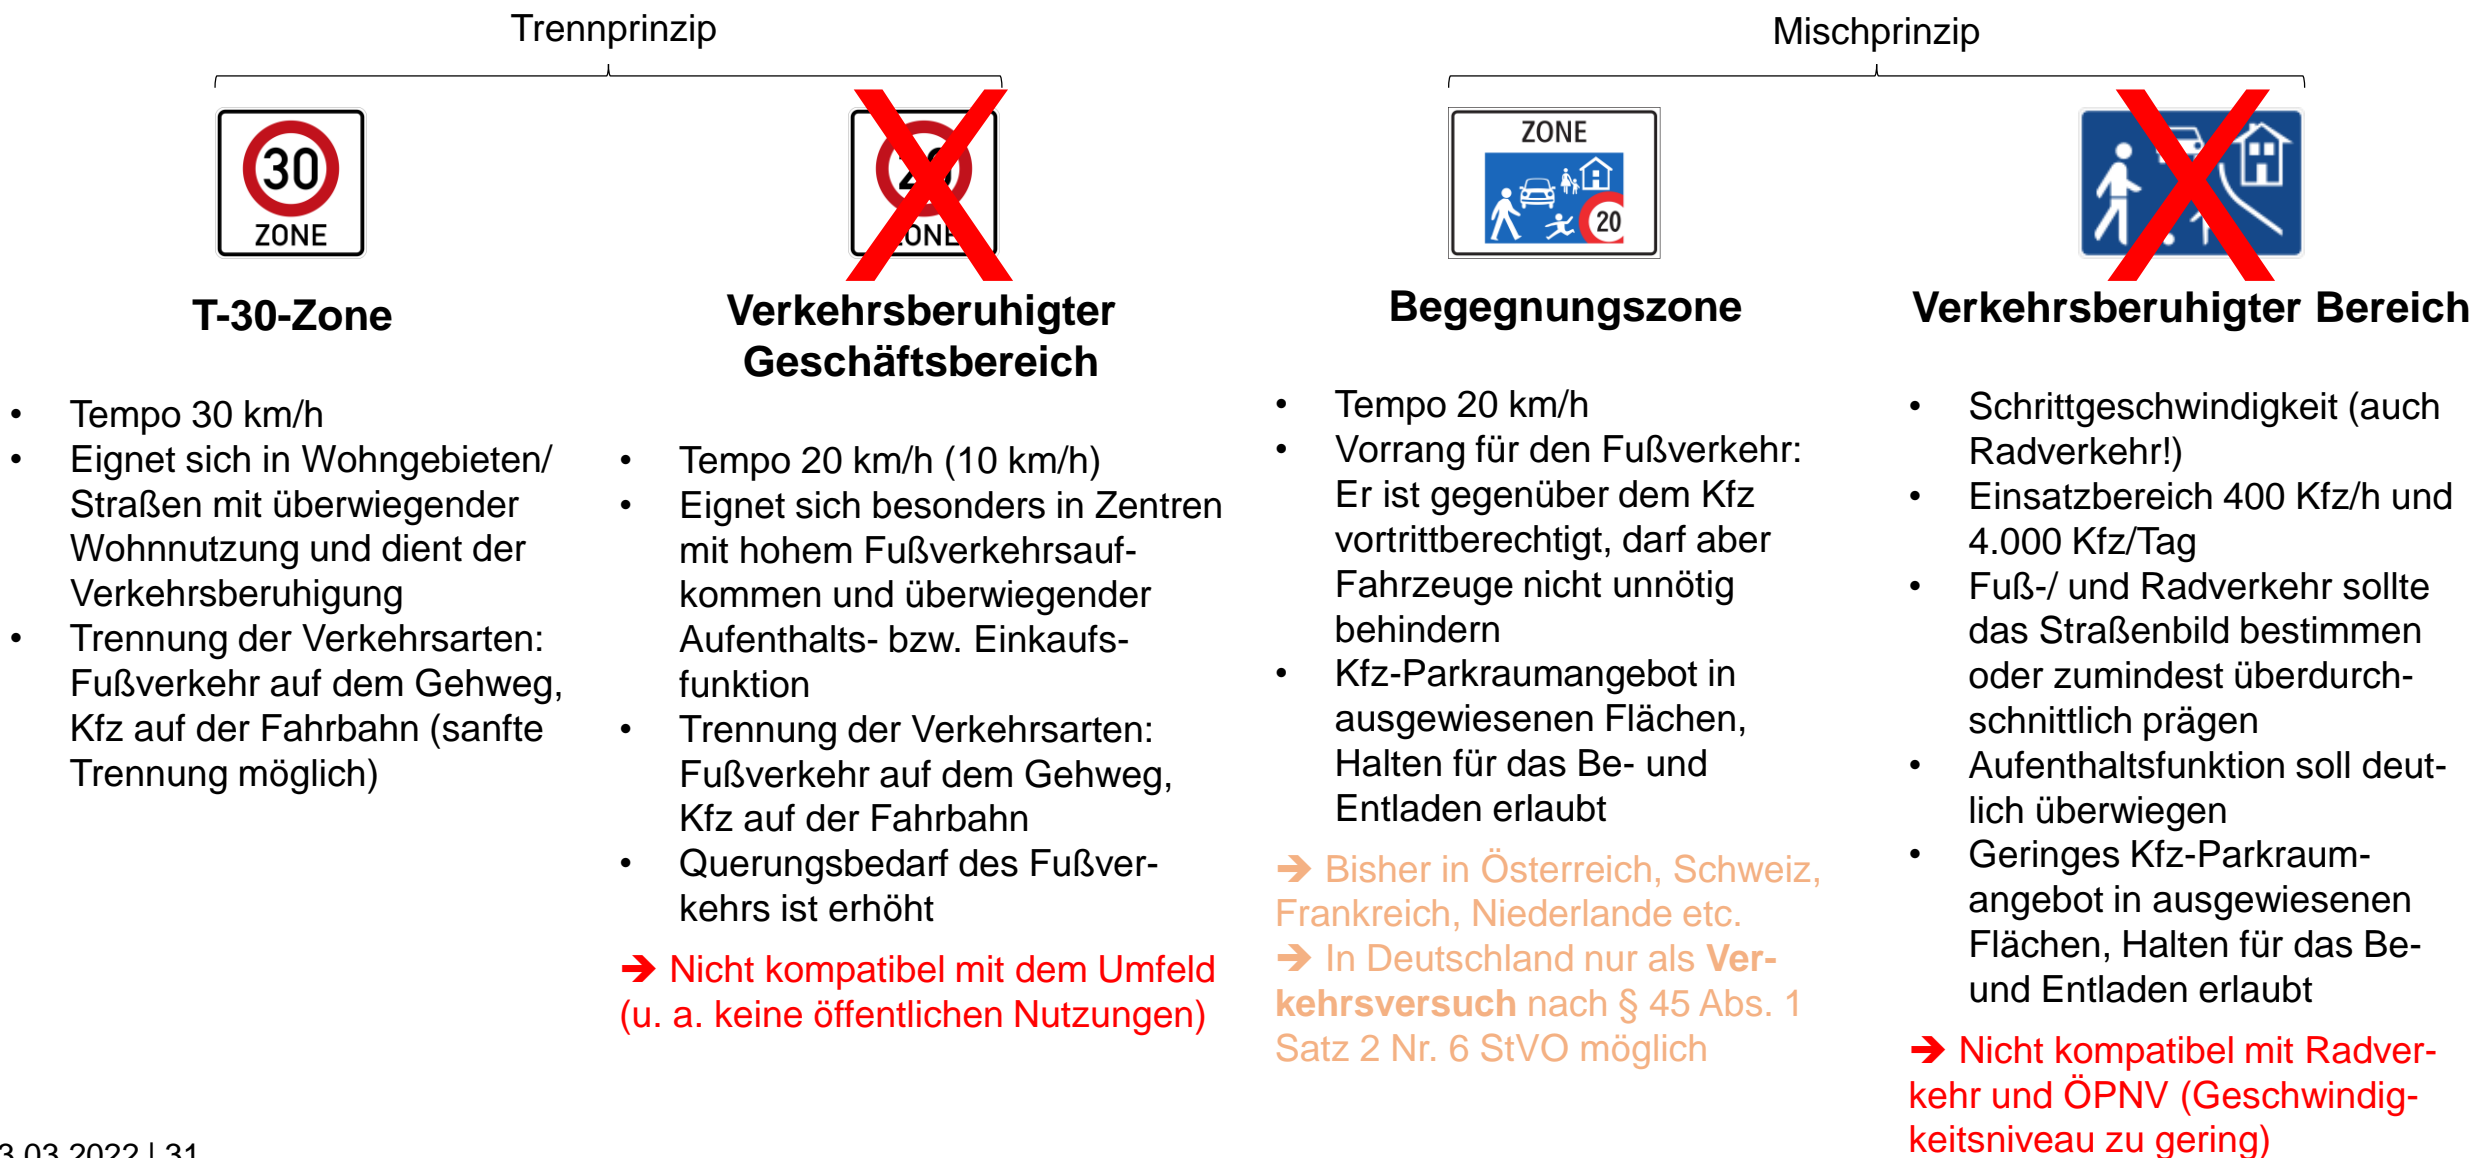 Trennprinzip
30
ZONE
T-30-Zone
• Tempo 30 km/h
• Eignet sich in Wohngebieten/
Straßen mit überwiegender
Wohnnutzung und dient der
Verkehrsberuhigung
• Trennung der Verkehrsarten:
Fußverkehr auf dem Gehweg,
Kfz auf der Fahrbahn (sanfte
Trennung möglich)
Verkehrsberuhigter
Geschäftsbereich
• Tempo 20 km/h (10 km/h)
• Eignet sich besonders in Zentren
mit hohem Fußverkehrsauf-
kommen und überwiegender
Aufenthalts- bzw. Einkaufs-
funktion
• Trennung der Verkehrsarten:
Fußverkehr auf dem Gehweg,
Kfz auf der Fahrbahn
• Querungsbedarf des Fußver-
kehrs ist erhöht
➔ Nicht kompatibel mit dem Umfeld
(u. a. keine öffentlichen Nutzungen)
Mischprinzip
ZONE
20
Begegnungszone
• Tempo 20 km/h
• Vorrang für den Fußverkehr:
Er ist gegenüber dem Kfz
vortrittberechtigt, darf aber
Fahrzeuge nicht unnötig
behindern
• Kfz-Parkraumangebot in
ausgewiesenen Flächen,
Halten für das Be- und
Entladen erlaubt
➔ Bisher in Österreich, Schweiz,
Frankreich, Niederlande etc.
➔ In Deutschland nur als Ver-
kehrsversuch nach § 45 Abs. 1
Satz 2 Nr. 6 StVO möglich
Verkehrsberuhigter Bereich
• Schrittgeschwindigkeit (auch
Radverkehr!)
• Einsatzbereich 400 Kfz/h und
4.000 Kfz/Tag
• Fuß-/ und Radverkehr sollte
das Straßenbild bestimmen
oder zumindest überdurch-
schnittlich prägen
• Aufenthaltsfunktion soll deut-
lich überwiegen
• Geringes Kfz-Parkraum-
angebot in ausgewiesenen
Flächen, Halten für das Be-
und Entladen erlaubt
➔ Nicht kompatibel mit Radver-
kehr und ÖPNV (Geschwindig-
keitsniveau zu gering)
3.03.2022 | 31